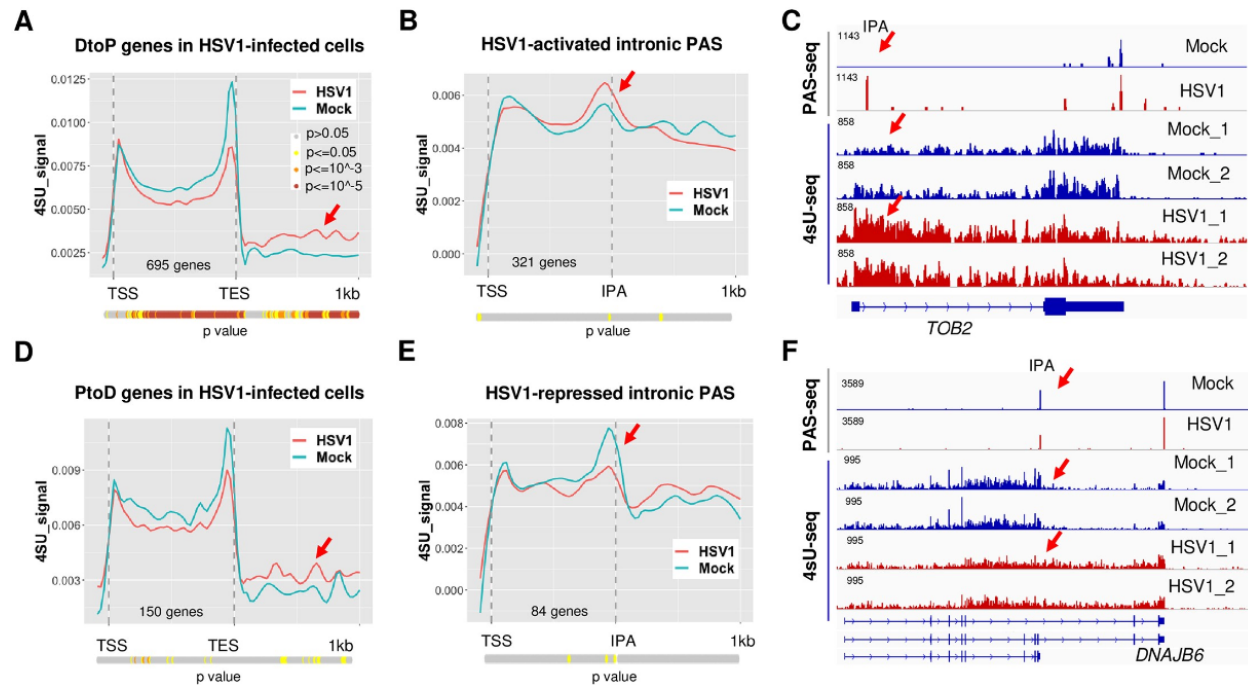 A
DtoP genes in HSV1-infected cells
4SU_signal
0.0125
0.0100
0.0075
0.0050
0.0025
HSV1
Mock
p>0.05
p<=0.05
p<=10^-3
p<=10^-5
695 genes
TSS TES 1kb
p value
B
HSV1-activated intronic PAS
4SU_signal
0.006
0.004
0.002
0.000
HSV1
Mock
321 genes
TSS IPA 1kb
p value
C
PAS-seq
4sU-seq
IPA
1143 Mock
1143 HSV1
858 Mock_1
858 Mock_2
858 HSV1_1
858 HSV1_2
TOB2
D
PtoD genes in HSV1-infected cells
4SU_signal
0.009
0.006
0.003
HSV1
Mock
150 genes
TSS TES 1kb
p value
E
HSV1-repressed intronic PAS
4SU_signal
0.008
0.006
0.004
0.002
0.000
HSV1
Mock
84 genes
TSS IPA 1kb
p value
F
PAS-seq
4sU-seq
IPA
3589 Mock
3589 HSV1
995 Mock_1
995 Mock_2
995 HSV1_1
995 HSV1_2
DNAJB6